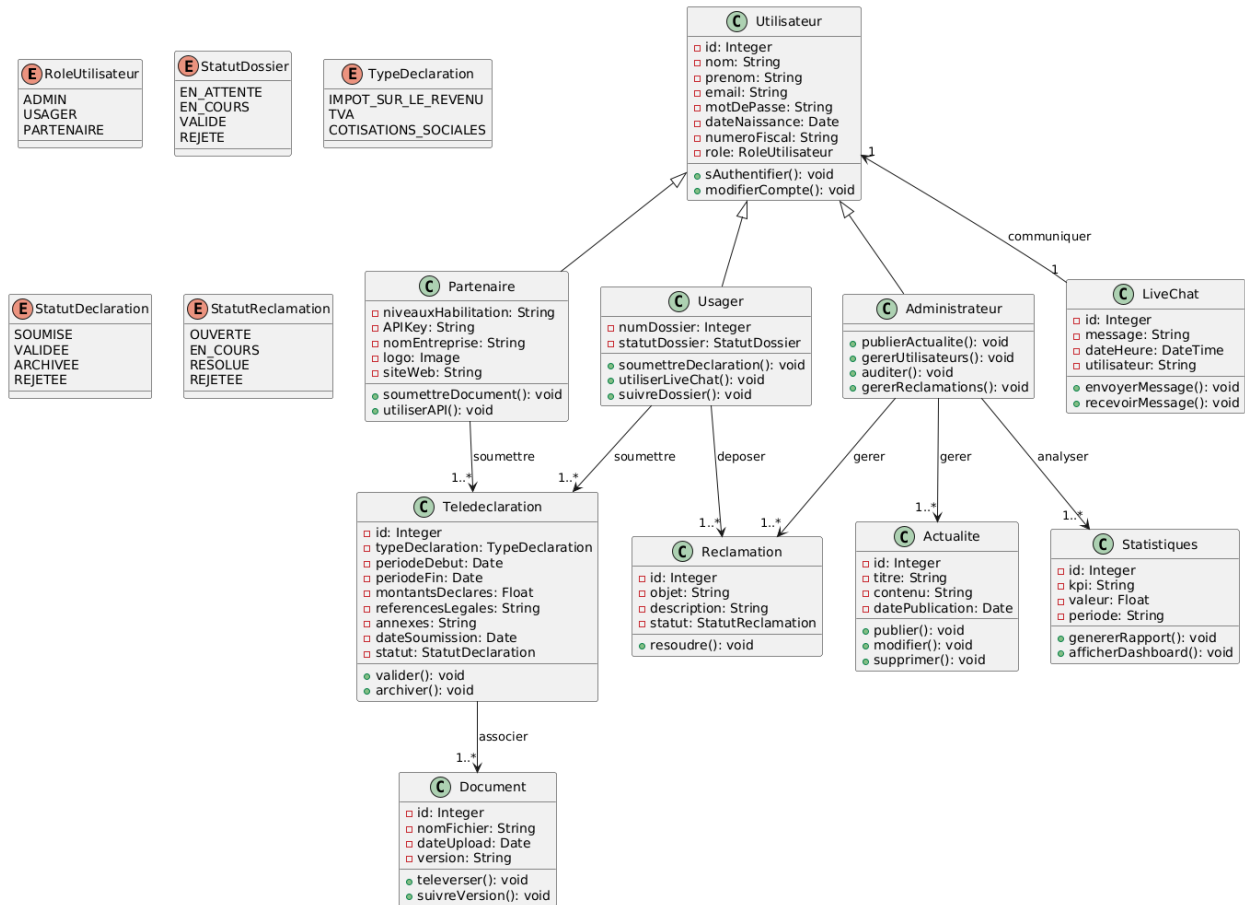 E RoleUtilisateur
ADMIN
USAGER
PARTENAIRE
E StatutDossier
EN_ATTENTE
EN_COURS
VALIDE
REJETE
E TypeDeclaration
IMPOT_SUR_LE_REVENU
TVA
COTISATIONS_SOCIALES
C Utilisateur
id: Integer
nom: String
prenom: String
email: String
motDePasse: String
dateNaissance: Date
numeroFiscal: String
role: RoleUtilisateur
sAuthentifier(): void
modifierCompte(): void
1
communiquer
1
E StatutDeclaration
SOUMISE
VALIDEE
ARCHIVEE
REJETEE
E StatutReclamation
OUVERTE
EN_COURS
RESOLUE
REJETEE
C Partenaire
niveauxHabilitation: String
APIKey: String
nomEntreprise: String
logo: Image
siteWeb: String
soumettreDocument(): void
utiliserAPI(): void
C Usager
numDossier: Integer
statutDossier: StatutDossier
soumettreDeclaration(): void
utiliserLiveChat(): void
suivreDossier(): void
C Administrateur
publierActualite(): void
gererUtilisateurs(): void
auditer(): void
gererReclamations(): void
C LiveChat
id: Integer
message: String
dateHeure: DateTime
utilisateur: String
envoyerMessage(): void
recevoirMessage(): void
soumettre
soumettre
deposer
gerer
gerer
analyser
1..*
1..*
1..*
1..*
1..*
1..*
C Teledeclaration
id: Integer
typeDeclaration: TypeDeclaration
periodeDebut: Date
periodeFin: Date
montantsDeclares: Float
referencesLegales: String
annexes: String
dateSoumission: Date
statut: StatutDeclaration
valider(): void
archiver(): void
C Reclamation
id: Integer
objet: String
description: String
statut: StatutReclamation
resoudre(): void
C Actualite
id: Integer
titre: String
contenu: String
datePublication: Date
publier(): void
modifier(): void
supprimer(): void
C Statistiques
id: Integer
kpi: String
valeur: Float
periode: String
genererRapport(): void
afficherDashboard(): void
associer
1..*
C Document
id: Integer
nomFichier: String
dateUpload: Date
version: String
televerser(): void
suivreVersion(): void